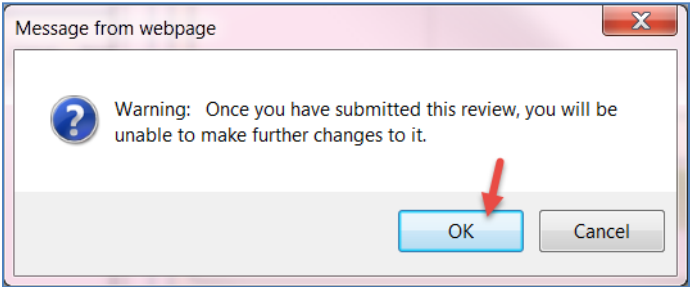 Message from webpage
Warning:   Once you have submitted this review, you will be
unable to make further changes to it.
OK
Cancel